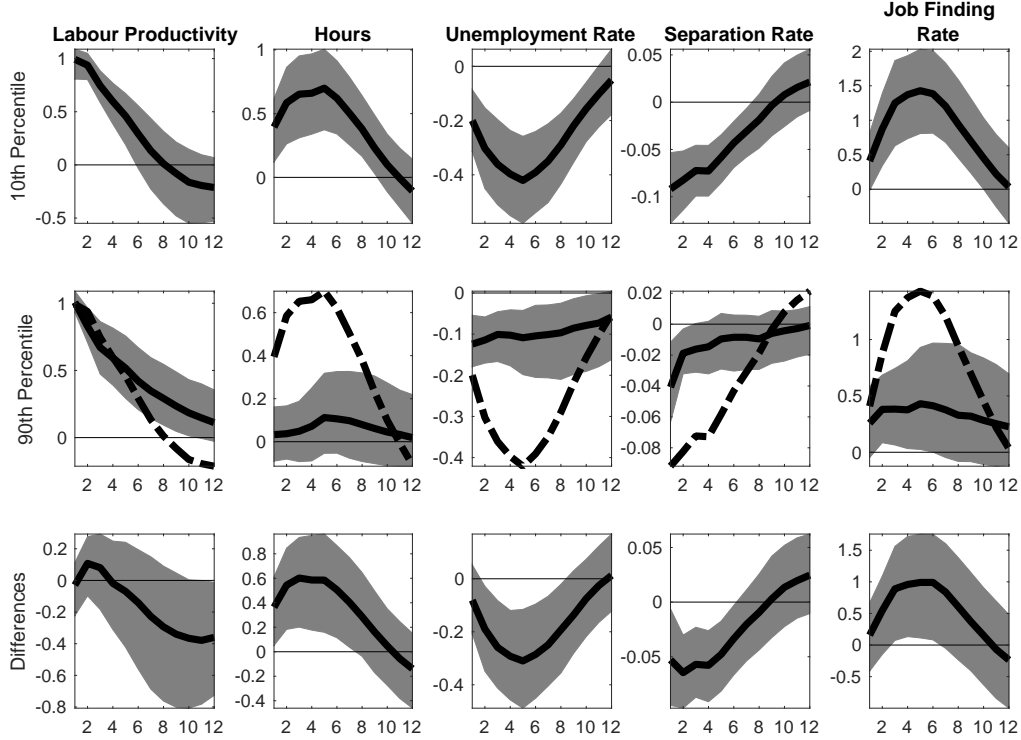 Labour Productivity Hours Unemployment Rate Separation Rate Job Finding Rate
10th Percentile
1 0.5 0 -0.5
2 4 6 8 10 12
1 0.5 0
2 4 6 8 10 12
0 -0.2 -0.4
2 4 6 8 10 12
0.05 0 -0.05 -0.1
2 4 6 8 10 12
2 1.5 1 0.5 0
2 4 6 8 10 12
90th Percentile
1 0.5 0
2 4 6 8 10 12
0.6 0.4 0.2 0
2 4 6 8 10 12
0 -0.1 -0.2 -0.3 -0.4
2 4 6 8 10 12
0.02 0 -0.02 -0.04 -0.06 -0.08
2 4 6 8 10 12
1 0.5 0
2 4 6 8 10 12
Differences
0.2 0 -0.2 -0.4 -0.6 -0.8
2 4 6 8 10 12
0.8 0.6 0.4 0.2 0 -0.2 -0.4
2 4 6 8 10 12
0 -0.2 -0.4
2 4 6 8 10 12
0.05 0 -0.05
2 4 6 8 10 12
1.5 1 0.5 0 -0.5
2 4 6 8 10 12